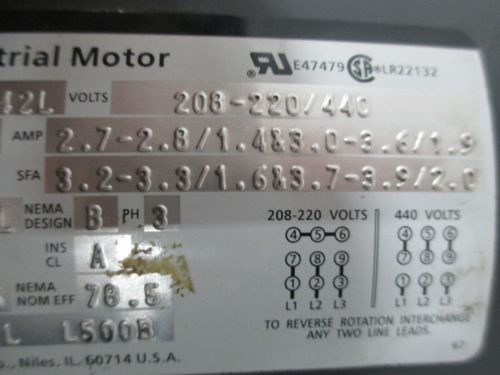 trial Motor
RU E47479 SA ® LR22132
42L VOLTS 208-220/440
AMP 2.7-2.8/1.4&3.0-3.6/1.9
SFA 3.2-3.3/1.6&3.7-3.9/2.0
NEMA DESIGN B PH 3
INS CL A
NEMA NOM EFF 78.5
L L500B
208-220 VOLTS 440 VOLTS
4 5 6 4 5 6
7 8 9 7 8 9
1 2 3 1 2 3
L1 L2 L3 L1 L2 L3
TO REVERSE ROTATION INTERCHANGE
ANY TWO LINE LEADS.
o., Niles, IL 60714 U.S.A.
67-